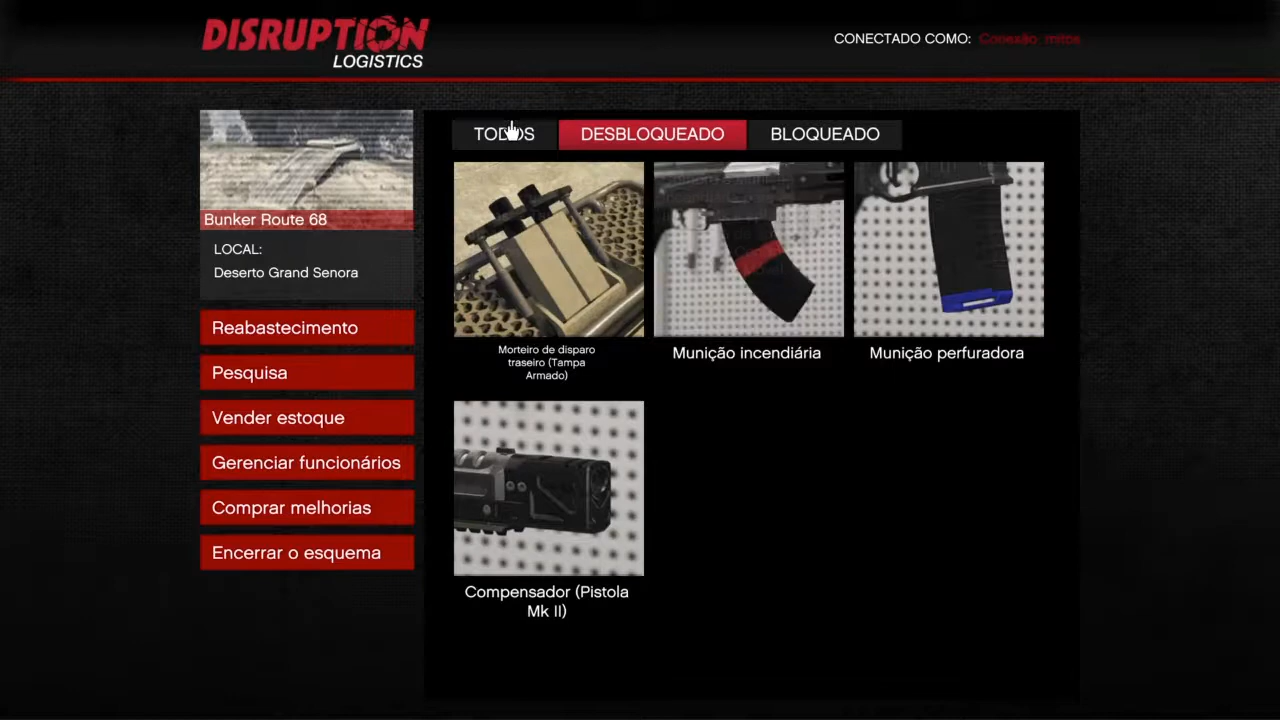 DISRUPTION
LOGISTICS
CONECTADO COMO:
Bunker Route 68
LOCAL:
Deserto Grand Senora
Reabastecimento
Pesquisa
Vender estoque
Gerenciar funcionários
Comprar melhorias
Encerrar o esquema
TODOS
DESBLOQUEADO
BLOQUEADO
Morteiro de disparo
traseiro (Tampa
Armado)
Munição incendiária
Munição perfuradora
Compensador (Pistola
Mk II)